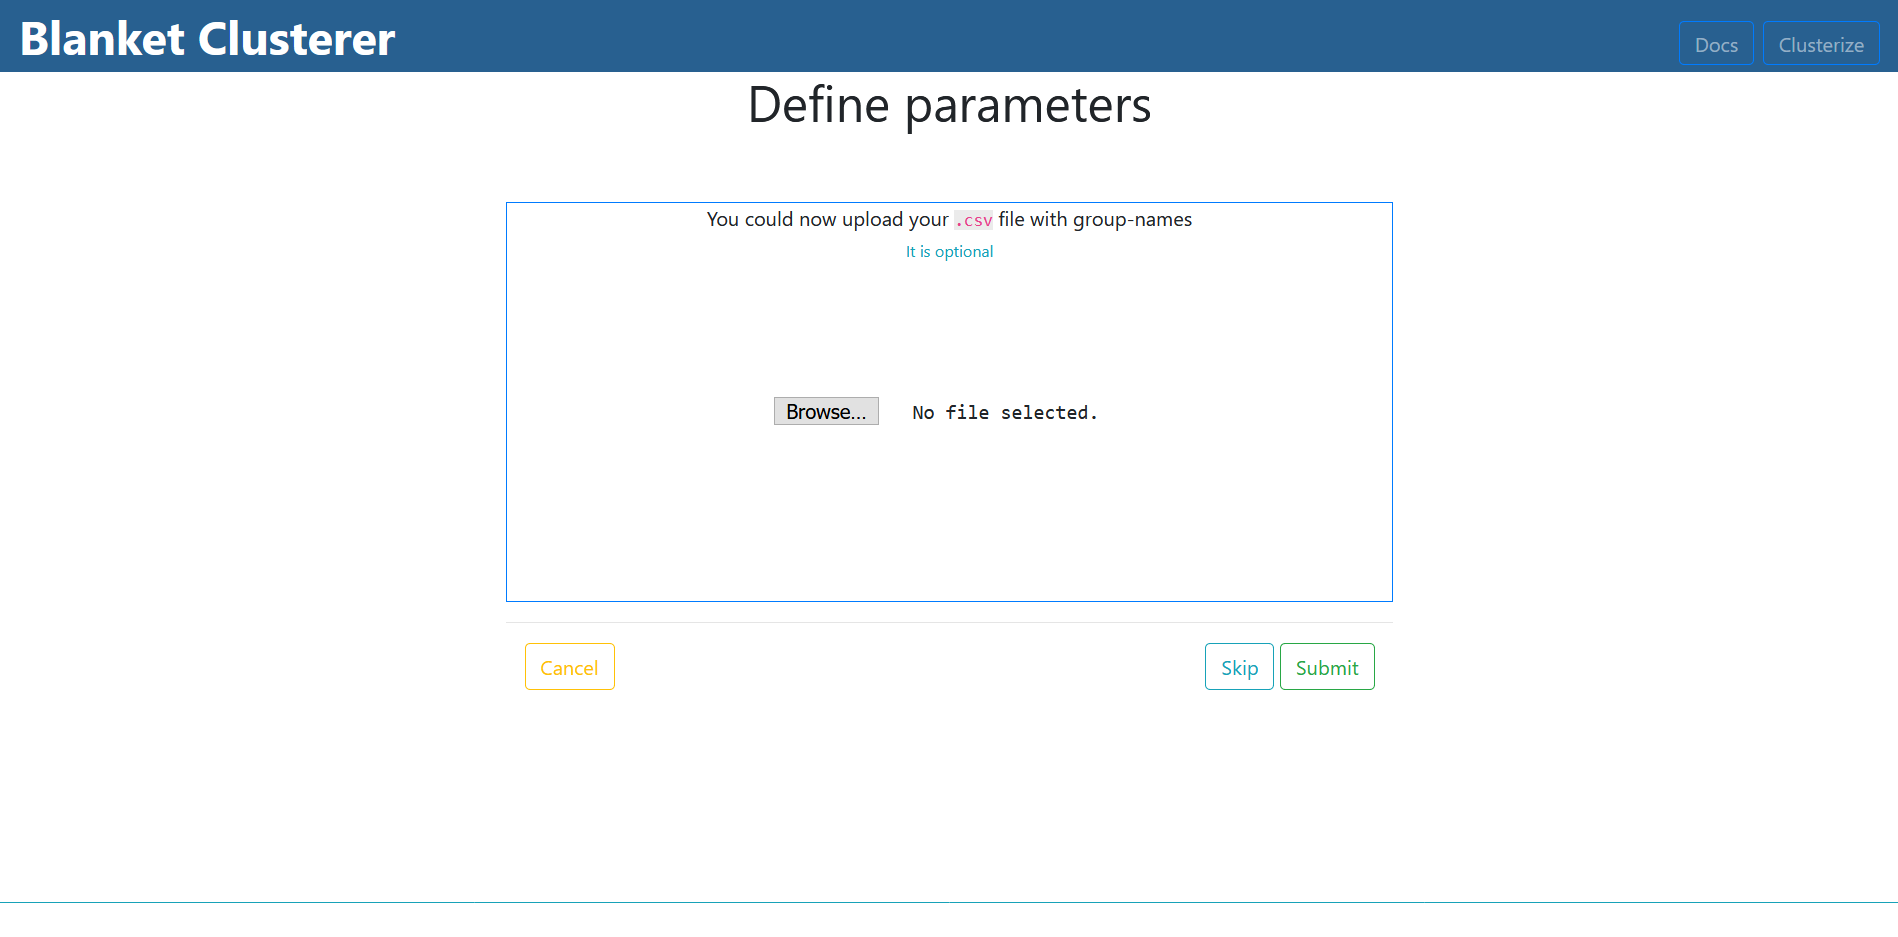 Blanket Clusterer
Docs
Clusterize
Define parameters
You could now upload your .csv file with group-names
It is optional
Browse...
No file selected.
Cancel
Skip
Submit